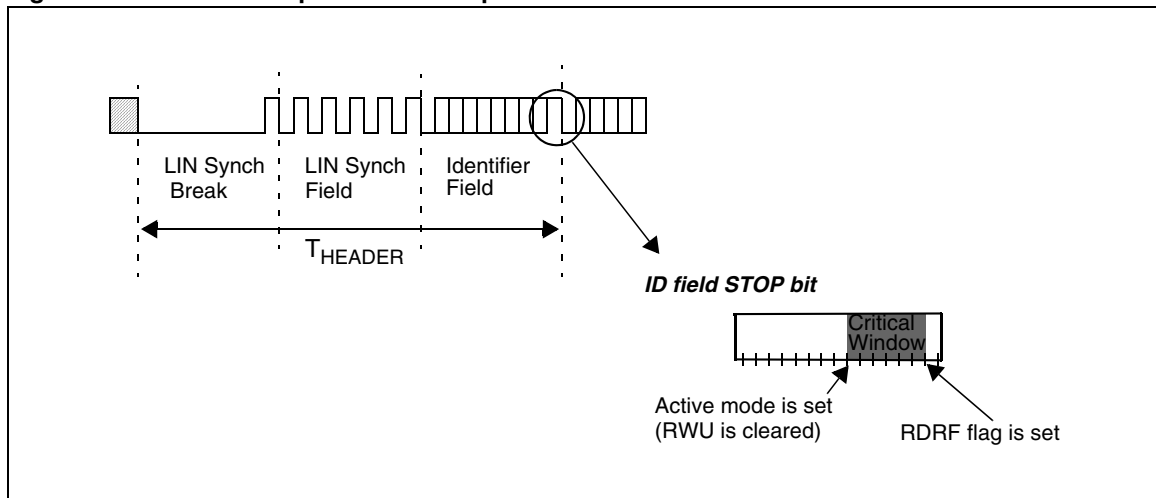 LIN Synch
Break
LIN Synch
Field
Identifier
Field
THEADER
ID field STOP bit
Critical
Window
Active mode is set
(RWU is cleared)
RDRF flag is set